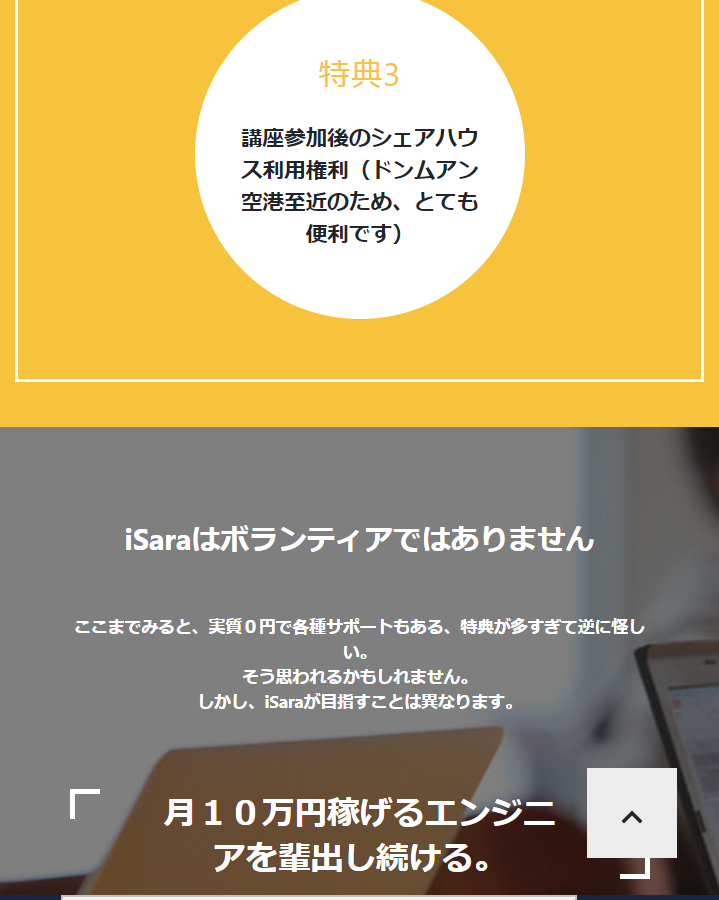 特典3
講座参加後のシェアハウ
ス利用権利（ドンムアン
空港至近のため、とても
便利です）
iSaraはボランティアではありません
ここまでみると、実質０円で各種サポートもある、特典が多すぎて逆に怪し
い。
そう思われるかもしれません。
しかし、iSaraが目指すことは異なります。
月１０万円稼げるエンジニ
アを輩出し続ける。